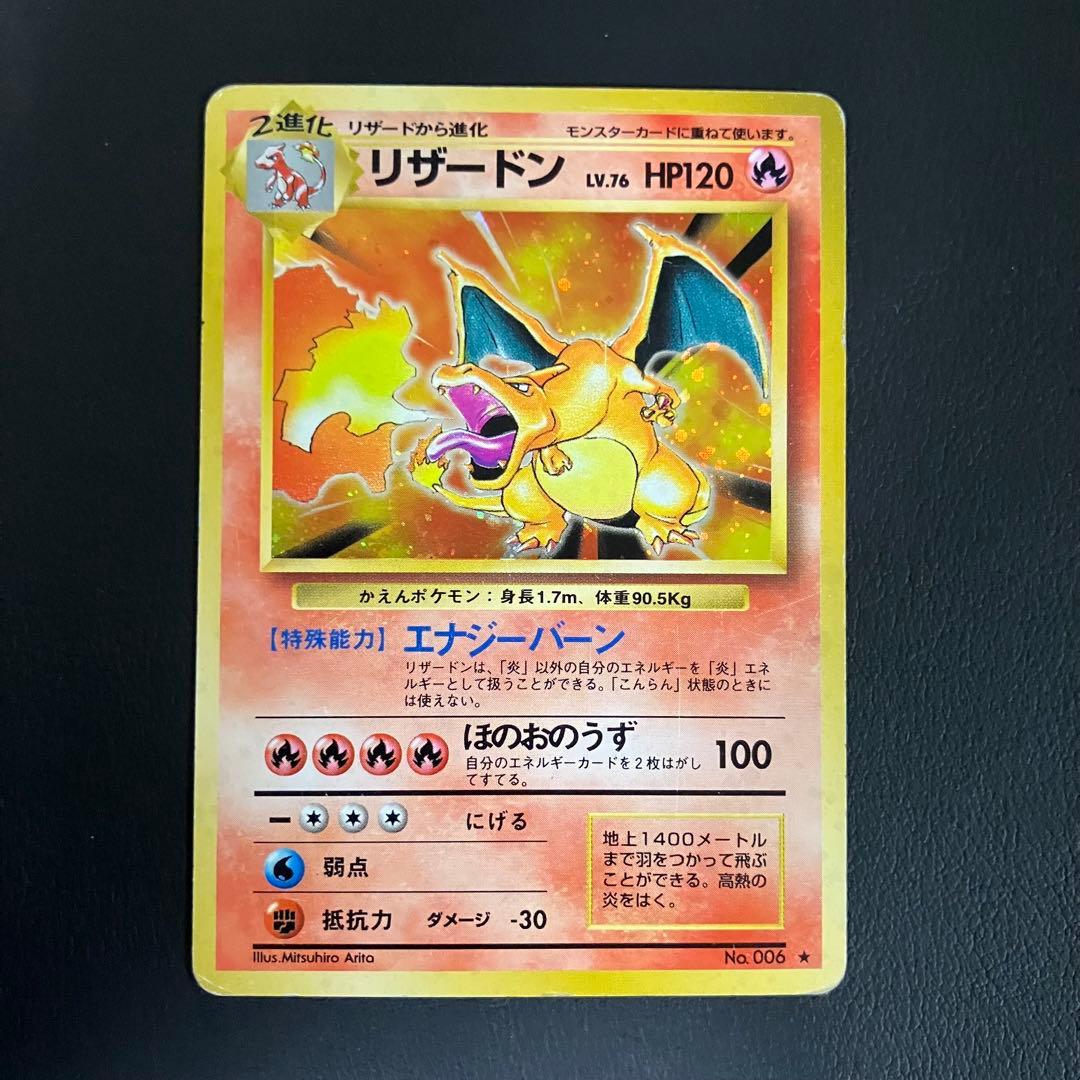 2進化 リザードから進化 モンスターカードに重ねて使います。
リザードン LV.76 HP120
かえんポケモン：身長1.7m、体重90.5Kg
【特殊能力】エナジーバーン
リザードンは、「炎」以外の自分のエネルギーを「炎」エネ
ルギーとして扱うことができる。「こんらん」状態のときに
は使えない。
ほのおのうず 100
自分のエネルギーカードを２枚はがし
てすてる。
ー にげる
弱点
抵抗力 ダメージ -30
地上1400メートル
まで羽をつかって飛ぶ
ことができる。高熱の
炎をはく。
Illus.Mitsuhiro Arita No.006 ★